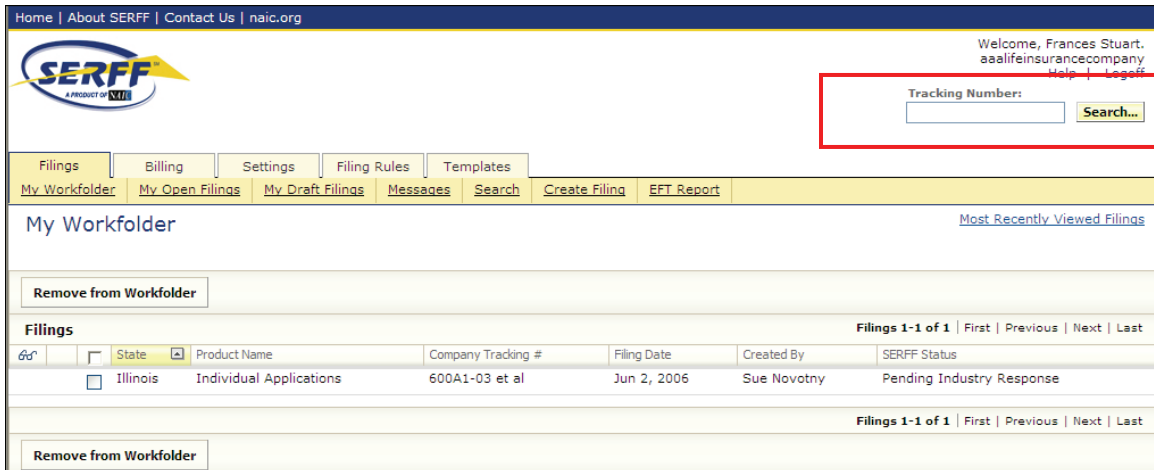 Home | About SERFF | Contact Us | naic.org
Welcome, Frances Stuart.
aaalifeinsurancecompany
Help | Logoff
SERFF
A PRODUCT OF NAIC
Tracking Number:
Search...
Filings Billing Settings Filing Rules Templates
My Workfolder My Open Filings My Draft Filings Messages Search Create Filing EFT Report
My Workfolder
Most Recently Viewed Filings
Remove from Workfolder
Filings Filings 1-1 of 1 | First | Previous | Next | Last
State Product Name Company Tracking # Filing Date Created By SERFF Status
Illinois Individual Applications 600A1-03 et al Jun 2, 2006 Sue Novotny Pending Industry Response
Filings 1-1 of 1 | First | Previous | Next | Last
Remove from Workfolder